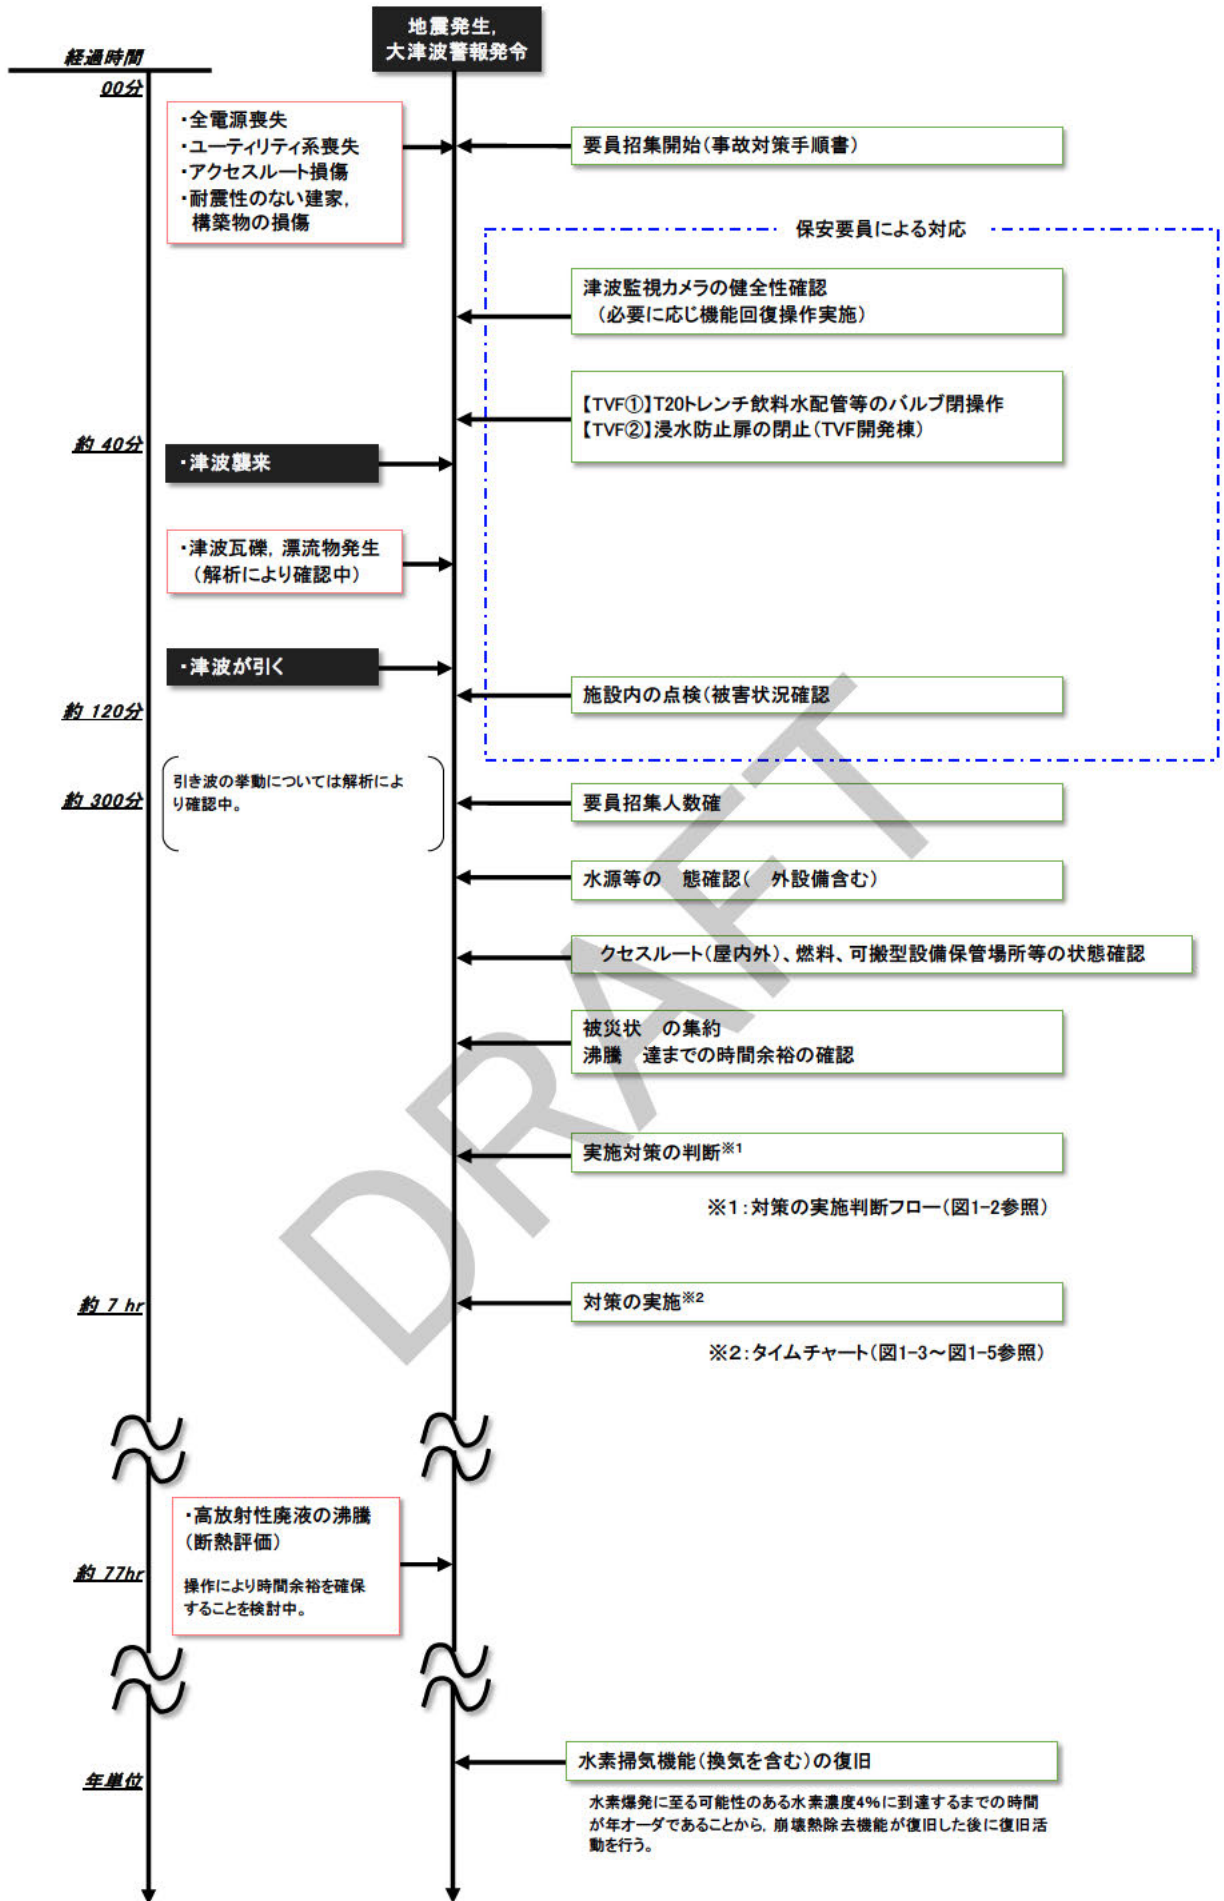 地震発生,
大津波警報発令
経過時間
00分
・全電源喪失
・ユーティリティ系喪失
・アクセスルート損傷
・耐震性のない建家,
構築物の損傷
要員招集開始(事故対策手順書)
保安要員による対応
津波監視カメラの健全性確認
(必要に応じ機能回復操作実施)
【TVF①】T20トレンチ飲料水配管等のバルブ閉操作
【TVF②】浸水防止扉の閉止(TVF開発棟)
約 40分
・津波襲来
・津波瓦礫, 漂流物発生
(解析により確認中)
・津波が引く
施設内の点検(被害状況確認
約 120分
引き波の挙動については解析によ
り確認中。
約 300分
要員招集人数確
水源等の 態確認( 外設備含む)
クセスルート(屋内外)、燃料、可搬型設備保管場所等の状態確認
被災状 の集約
沸騰 達までの時間余裕の確認
実施対策の判断※1
※1:対策の実施判断フロー(図1-2参照)
約 7 hr
対策の実施※2
※2:タイムチャート(図1-3～図1-5参照)
・高放射性廃液の沸騰
(断熱評価)
操作により時間余裕を確保
することを検討中。
約 77hr
水素掃気機能(換気を含む)の復旧
年単位
水素爆発に至る可能性のある水素濃度4%に到達するまでの時間
が年オーダであることから, 崩壊熱除去機能が復旧した後に復旧活
動を行う。
DRAFT